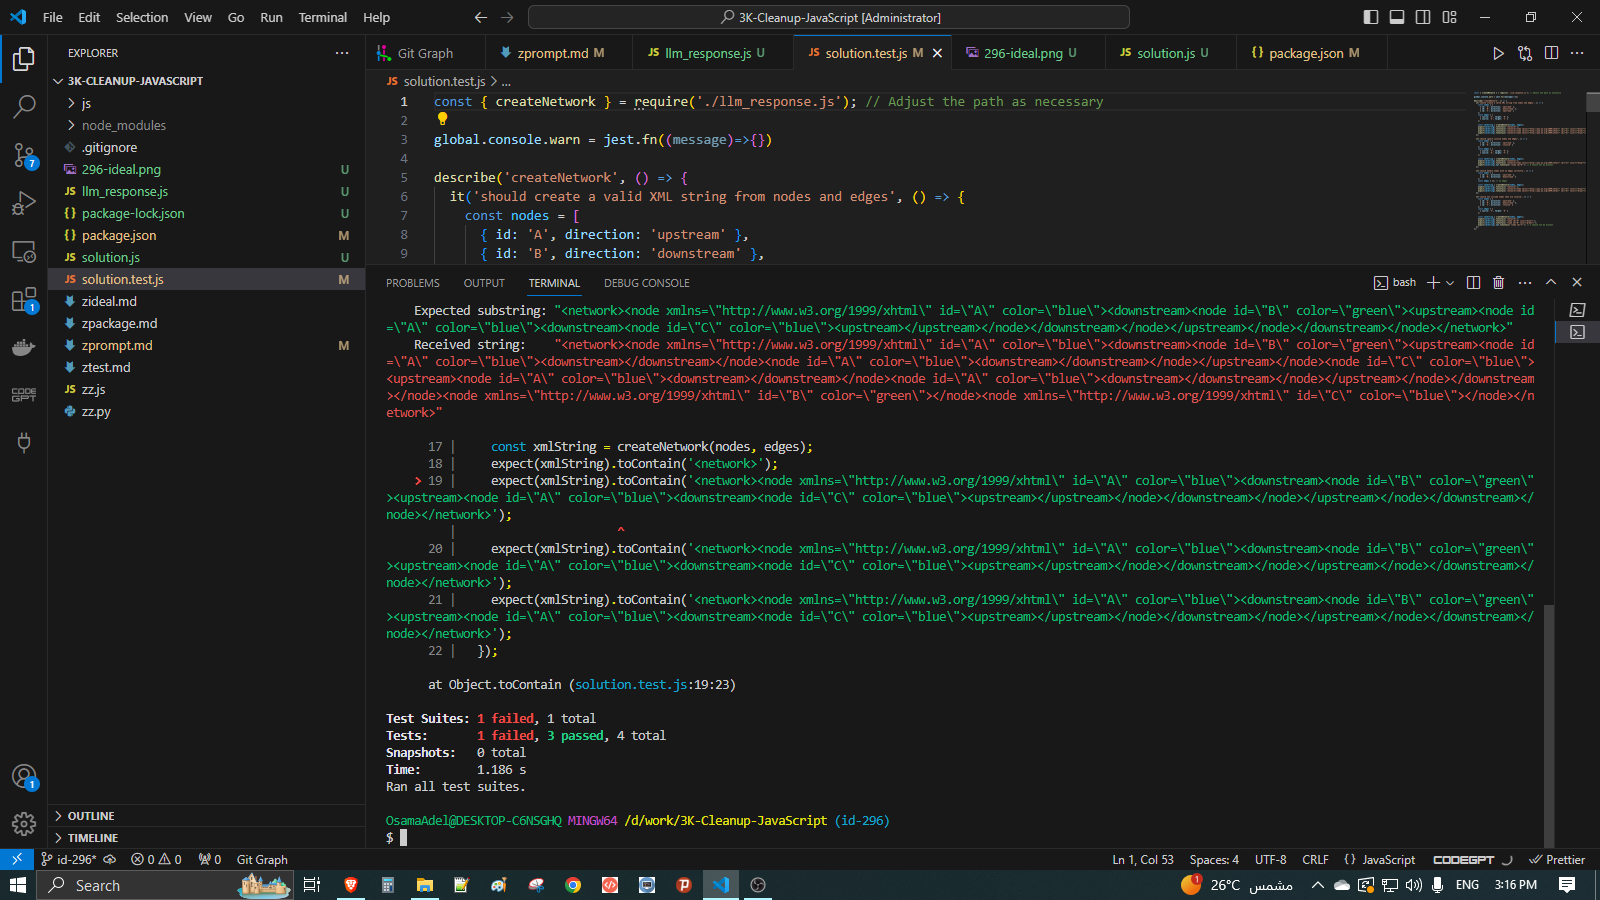 File Edit Selection View Go Run Terminal Help
3K-Cleanup-JavaScript [Administrator]
EXPLORER
3K-CLEANUP-JAVASCRIPT
js
node_modules
.gitignore
296-ideal.png U
JS llm_response.js U
{} package-lock.json U
{} package.json M
JS solution.js U
JS solution.test.js M
zideal.md
zpackage.md
zprompt.md M
ztest.md
JS zz.js
zz.py
OUTLINE
TIMELINE
7
1
CODE GPT
1
Git Graph
zprompt.md M
JS llm_response.js U
JS solution.test.js M
296-ideal.png U
JS solution.js U
{} package.json M
JS solution.test.js > ...
1 const { createNetwork } = require('./llm_response.js'); // Adjust the path as necessary
2
3 global.console.warn = jest.fn((message)=>{})
4
5 describe('createNetwork', () => {
6 it('should create a valid XML string from nodes and edges', () => {
7 const nodes = [
8 { id: 'A', direction: 'upstream' },
9 { id: 'B', direction: 'downstream' },
PROBLEMS OUTPUT TERMINAL DEBUG CONSOLE
bash
Expected substring: "<network><node xmlns=\"http://www.w3.org/1999/xhtml\" id=\"A\" color=\"blue\"><downstream><node id=\"B\" color=\"green\"><upstream><node id
=\"A\" color=\"blue\"><downstream><node id=\"C\" color=\"blue\"><upstream></upstream></node></downstream></node></upstream></node></downstream></node></network>"
Received string: "<network><node xmlns=\"http://www.w3.org/1999/xhtml\" id=\"A\" color=\"blue\"><downstream><node id=\"B\" color=\"green\"><upstream><node id
=\"A\" color=\"blue\"><downstream></downstream></node><node id=\"A\" color=\"blue\"><downstream></downstream></node></upstream></node><node id=\"C\" color=\"blue\">
<upstream><node id=\"A\" color=\"blue\"><downstream></downstream></node><node id=\"A\" color=\"blue\"><downstream></downstream></node></upstream></node></downstream
></node><node xmlns=\"http://www.w3.org/1999/xhtml\" id=\"B\" color=\"green\"></node><node xmlns=\"http://www.w3.org/1999/xhtml\" id=\"C\" color=\"blue\"></node></n
etwork>"
17 | const xmlString = createNetwork(nodes, edges);
18 | expect(xmlString).toContain('<network>');
> 19 | expect(xmlString).toContain('<network><node xmlns=\"http://www.w3.org/1999/xhtml\" id=\"A\" color=\"blue\"><downstream><node id=\"B\" color=\"green\"
><upstream><node id=\"A\" color=\"blue\"><downstream><node id=\"C\" color=\"blue\"><upstream></upstream></node></downstream></node></upstream></node></downstream></
node></network>');
| ^
20 | expect(xmlString).toContain('<network><node xmlns=\"http://www.w3.org/1999/xhtml\" id=\"A\" color=\"blue\"><downstream><node id=\"B\" color=\"green\"
><upstream><node id=\"A\" color=\"blue\"><downstream><node id=\"C\" color=\"blue\"><upstream></upstream></node></downstream></node></upstream></node></downstream></
node></network>');
21 | expect(xmlString).toContain('<network><node xmlns=\"http://www.w3.org/1999/xhtml\" id=\"A\" color=\"blue\"><downstream><node id=\"B\" color=\"green\"
><upstream><node id=\"A\" color=\"blue\"><downstream><node id=\"C\" color=\"blue\"><upstream></upstream></node></downstream></node></upstream></node></downstream></
node></network>');
22 | });
at Object.toContain (solution.test.js:19:23)
Test Suites: 1 failed, 1 total
Tests: 1 failed, 3 passed, 4 total
Snapshots: 0 total
Time: 1.186 s
Ran all test suites.
OsamaAdel@DESKTOP-C6NSGHQ MINGW64 /d/work/3K-Cleanup-JavaScript (id-296)
$
id-296* 0 0 0 Git Graph
Ln 1, Col 53 Spaces: 4 UTF-8 CRLF {} JavaScript CODEGPT Prettier
Search
1 26°C مشمس ENG 3:16 PM